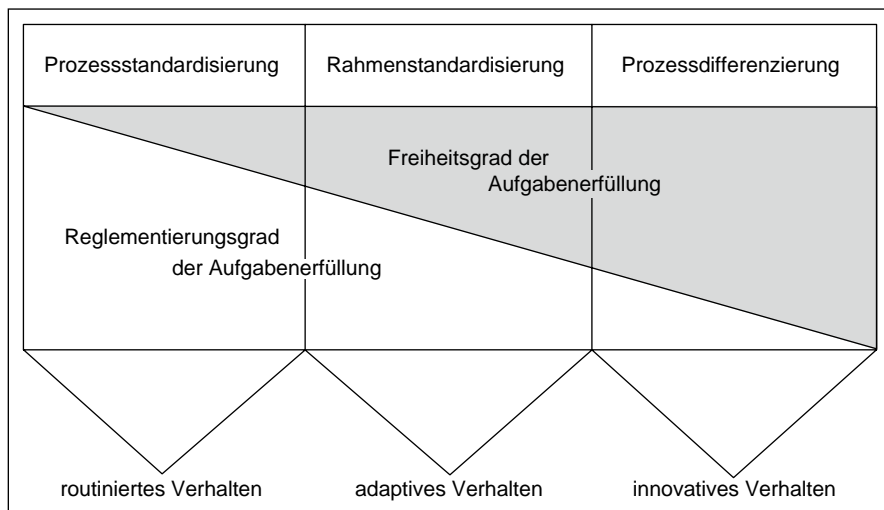 Prozessstandardisierung
Rahmenstandardisierung
Prozessdifferenzierung
Freiheitsgrad der
Aufgabenerfüllung
Reglementierungsgrad
der Aufgabenerfüllung
routiniertes Verhalten
adaptives Verhalten
innovatives Verhalten